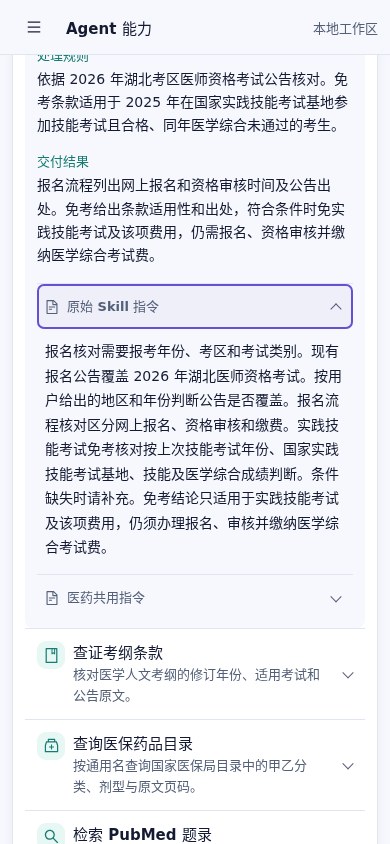 Agent 能力
本地工作区
处理规则
依据 2026 年湖北考区医师资格考试公告核对。免
考条款适用于 2025 年在国家实践技能考试基地参
加技能考试且合格、同年医学综合未通过的考生。
交付结果
报名流程列出网上报名和资格审核时间及公告出
处。免考给出条款适用性和出处，符合条件时免实
践技能考试及该项费用，仍需报名、资格审核并缴
纳医学综合考试费。
原始 Skill 指令
报名核对需要报考年份、考区和考试类别。现有
报名公告覆盖 2026 年湖北医师资格考试。按用
户给出的地区和年份判断公告是否覆盖。报名流
程核对区分网上报名、资格审核和缴费。实践技
能考试免考核对按上次技能考试年份、国家实践
技能考试基地、技能及医学综合成绩判断。条件
缺失时请补充。免考结论只适用于实践技能考试
及该项费用，仍须办理报名、审核并缴纳医学综
合考试费。
医药共用指令
查证考纲条款
核对医学人文考纲的修订年份、适用考试和
公告原文。
查询医保药品目录
按通用名查询国家医保局目录中的甲乙分
类、剂型与原文页码。
检索 PubMed 题录